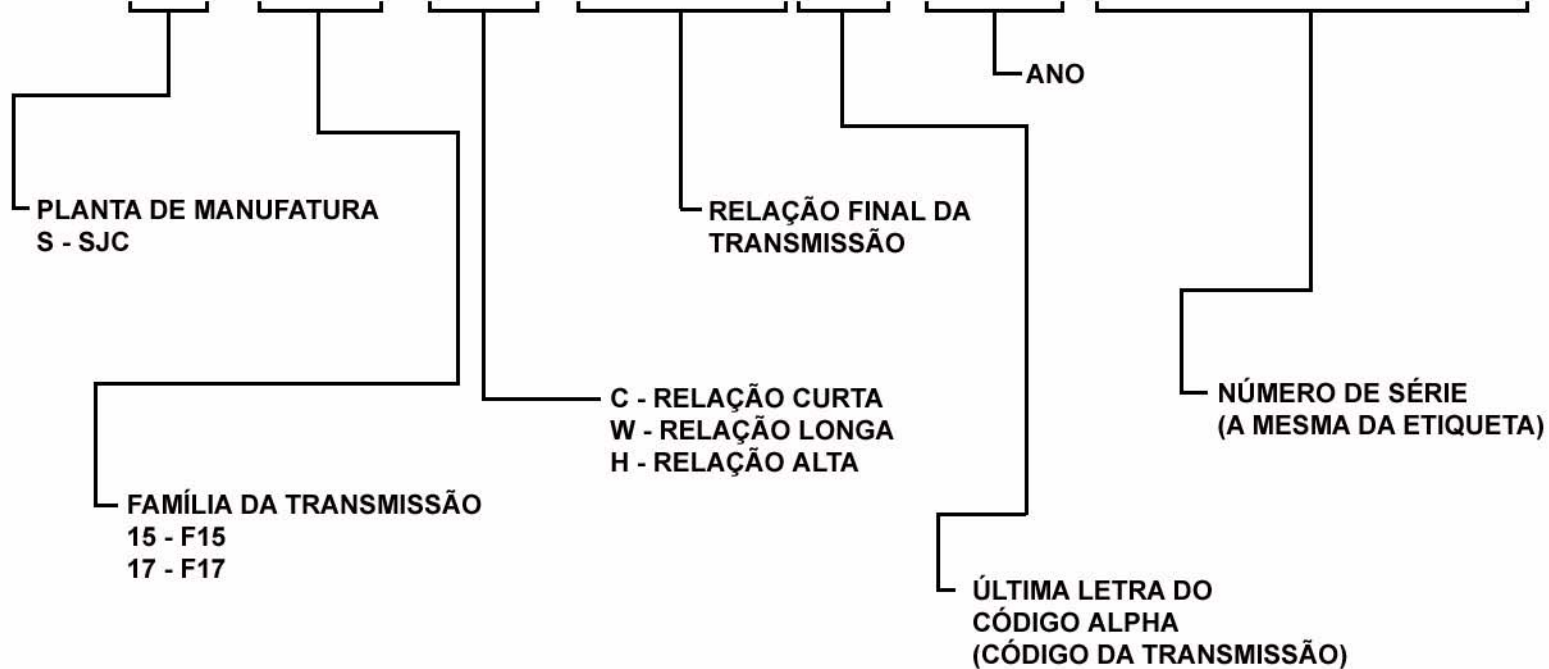 ANO
PLANTA DE MANUFATURA
S - SJC
RELAÇÃO FINAL DA
TRANSMISSÃO
C - RELAÇÃO CURTA
W - RELAÇÃO LONGA
H - RELAÇÃO ALTA
NÚMERO DE SÉRIE
(A MESMA DA ETIQUETA)
FAMÍLIA DA TRANSMISSÃO
15 - F15
17 - F17
ÚLTIMA LETRA DO
CÓDIGO ALPHA
(CÓDIGO DA TRANSMISSÃO)